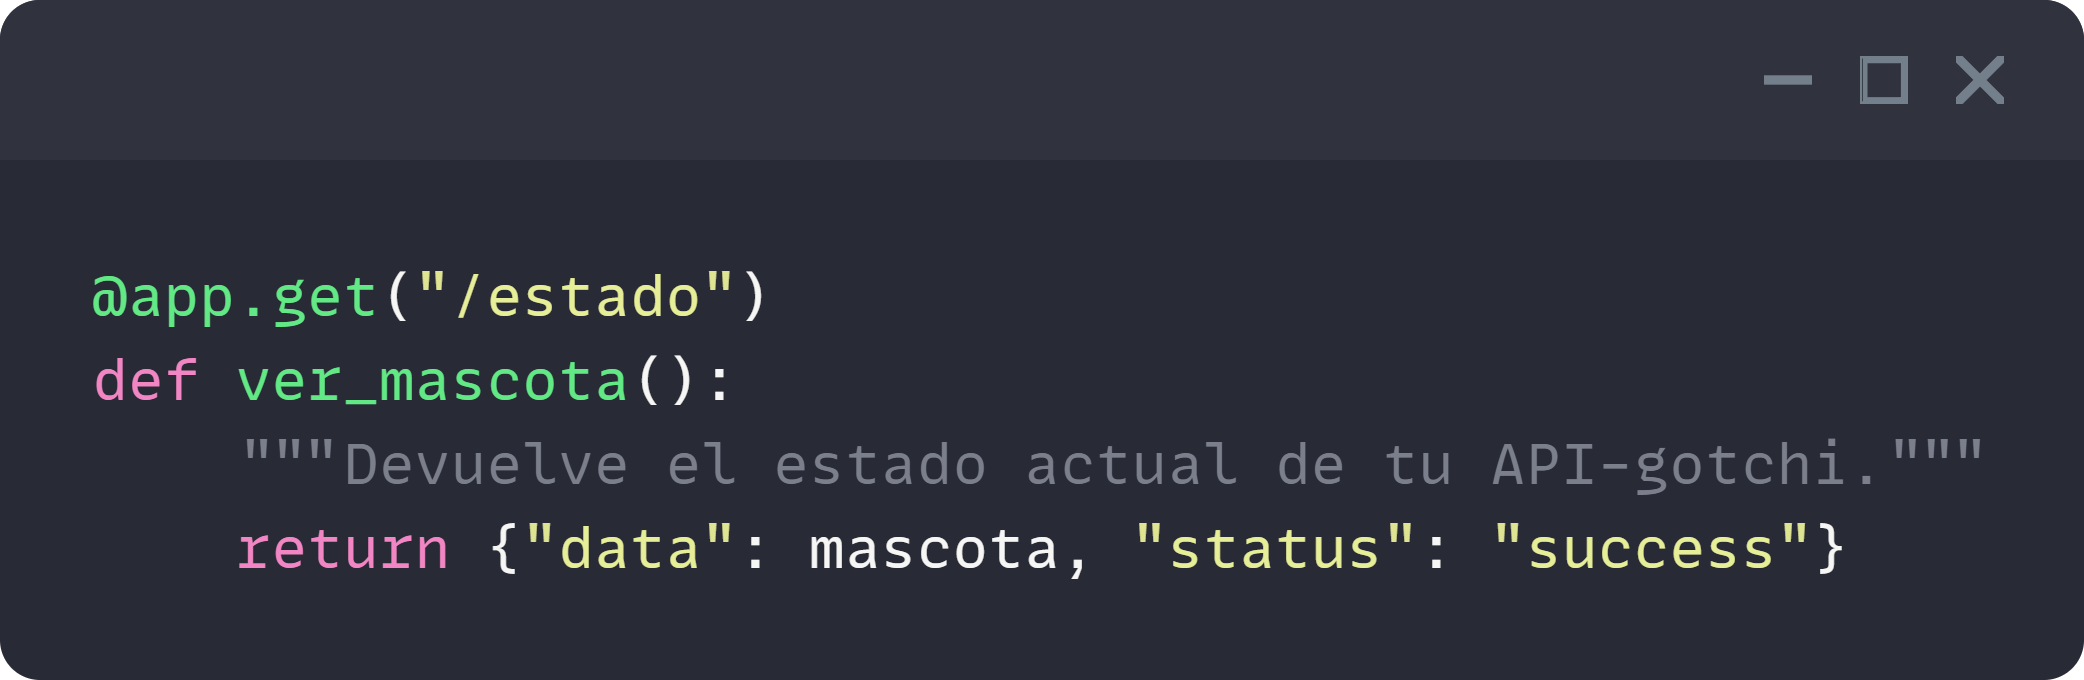 @app.get("/estado")
def ver_mascota():
    """Devuelve el estado actual de tu API-gotchi."""
    return {"data": mascota, "status": "success"}